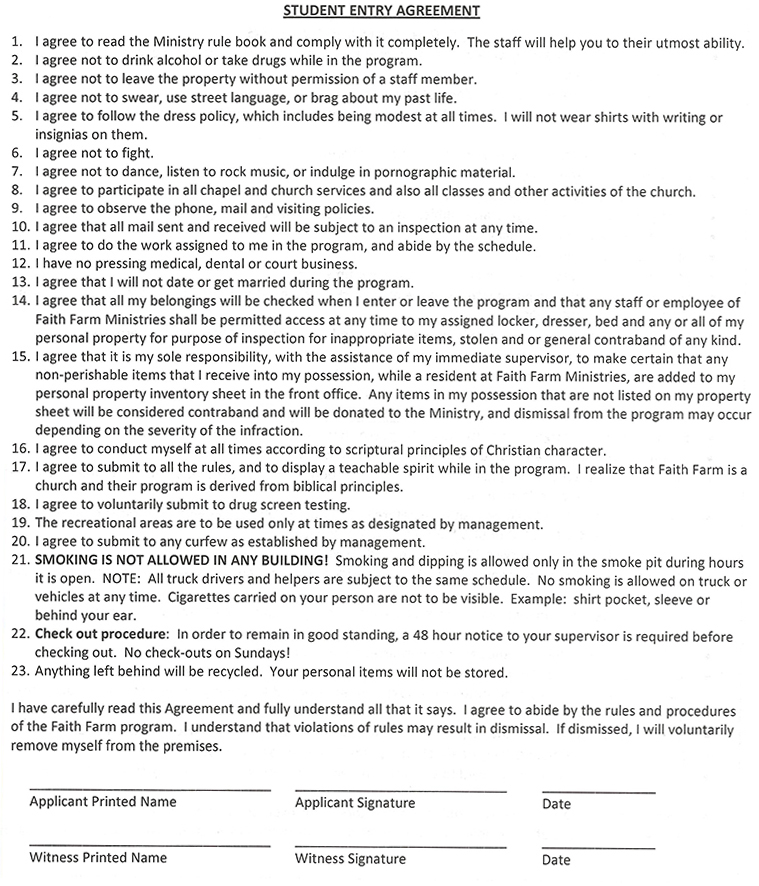 STUDENT ENTRY AGREEMENT
1. I agree to read the Ministry rule book and comply with it completely. The staff will help you to their utmost ability.
2. I agree not to drink alcohol or take drugs while in the program.
3. I agree not to leave the property without permission of a staff member.
4. I agree not to swear, use street language, or brag about my past life.
5. I agree to follow the dress policy, which includes being modest at all times. I will not wear shirts with writing or
insignias on them.
6. I agree not to fight.
7. I agree not to dance, listen to rock music, or indulge in pornographic material.
8. I agree to participate in all chapel and church services and also all classes and other activities of the church.
9. I agree to observe the phone, mail and visiting policies.
10. I agree that all mail sent and received will be subject to an inspection at any time.
11. I agree to do the work assigned to me in the program, and abide by the schedule.
12. I have no pressing medical, dental or court business.
13. I agree that I will not date or get married during the program.
14. I agree that all my belongings will be checked when I enter or leave the program and that any staff or employee of
Faith Farm Ministries shall be permitted access at any time to my assigned locker, dresser, bed and any or all of my
personal property for purpose of inspection for inappropriate items, stolen and or general contraband of any kind.
15. I agree that it is my sole responsibility, with the assistance of my immediate supervisor, to make certain that any
non-perishable items that I receive into my possession, while a resident at Faith Farm Ministries, are added to my
personal property inventory sheet in the front office. Any items in my possession that are not listed on my property
sheet will be considered contraband and will be donated to the Ministry, and dismissal from the program may occur
depending on the severity of the infraction.
16. I agree to conduct myself at all times according to scriptural principles of Christian character.
17. I agree to submit to all the rules, and to display a teachable spirit while in the program. I realize that Faith Farm is a
church and their program is derived from biblical principles.
18. I agree to voluntarily submit to drug screen testing.
19. The recreational areas are to be used only at times as designated by management.
20. I agree to submit to any curfew as established by management.
21. SMOKING IS NOT ALLOWED IN ANY BUILDING! Smoking and dipping is allowed only in the smoke pit during hours
it is open. NOTE: All truck drivers and helpers are subject to the same schedule. No smoking is allowed on truck or
vehicles at any time. Cigarettes carried on your person are not to be visible. Example: shirt pocket, sleeve or
behind your ear.
22. Check out procedure: In order to remain in good standing, a 48 hour notice to your supervisor is required before
checking out. No check-outs on Sundays!
23. Anything left behind will be recycled. Your personal items will not be stored.
I have carefully read this Agreement and fully understand all that it says. I agree to abide by the rules and procedures
of the Faith Farm program. I understand that violations of rules may result in dismissal. If dismissed, I will voluntarily
remove myself from the premises.
Applicant Printed Name Applicant Signature Date
Witness Printed Name Witness Signature Date